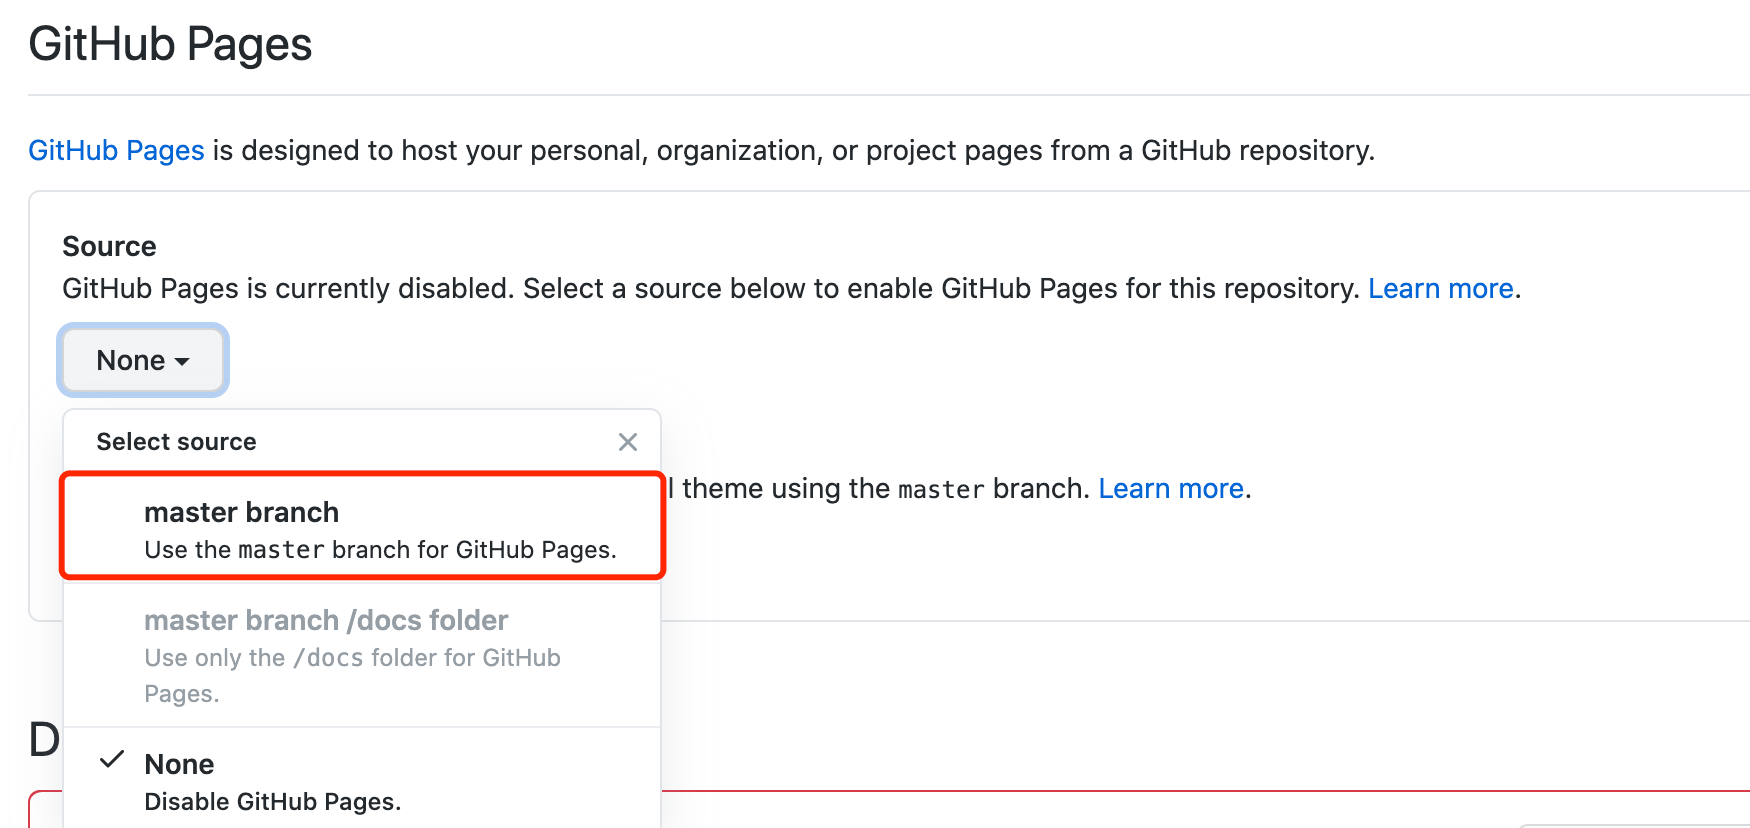 GitHub Pages
GitHub Pages is designed to host your personal, organization, or project pages from a GitHub repository.
Source
GitHub Pages is currently disabled. Select a source below to enable GitHub Pages for this repository. Learn more.
None
Select source
theme using the master branch. Learn more.
master branch
Use the master branch for GitHub Pages.
master branch /docs folder
Use only the /docs folder for GitHub
Pages.
D
None
Disable GitHub Pages.